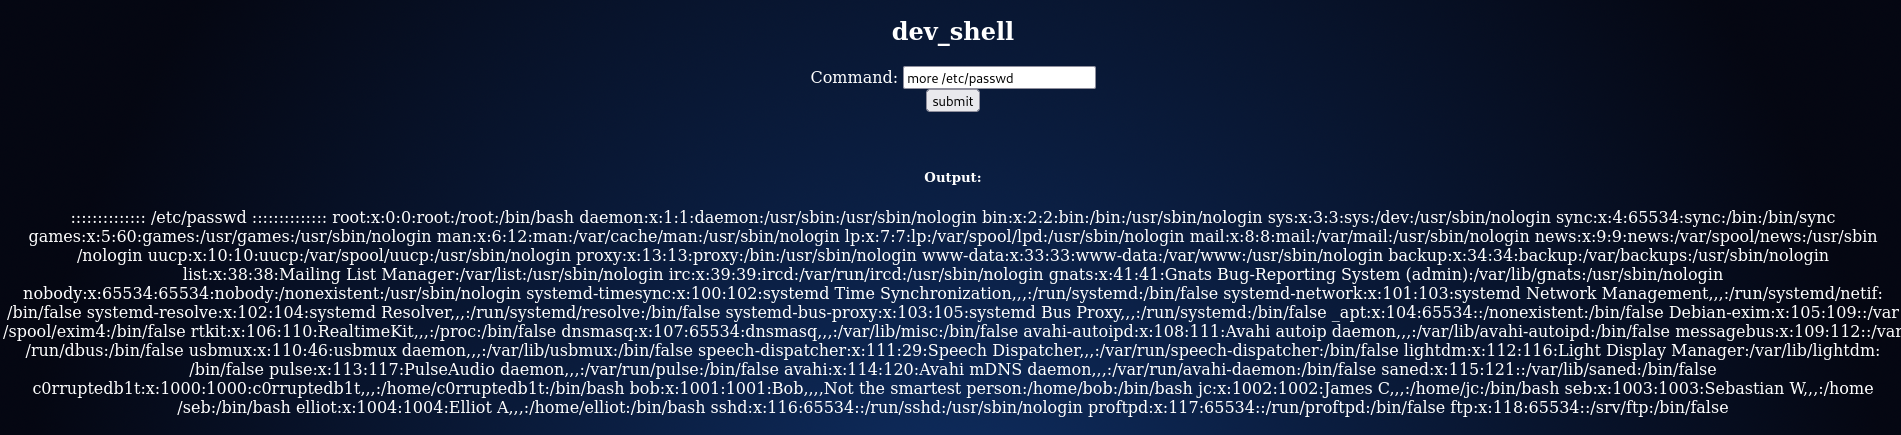 dev_shell
Command: more /etc/passwd
submit
Output:
:::::::::::::: /etc/passwd :::::::::::::: root:x:0:0:root:/root:/bin/bash daemon:x:1:1:daemon:/usr/sbin:/usr/sbin/nologin bin:x:2:2:bin:/bin:/usr/sbin/nologin sys:x:3:3:sys:/dev:/usr/sbin/nologin sync:x:4:65534:sync:/bin:/bin/sync
games:x:5:60:games:/usr/games:/usr/sbin/nologin man:x:6:12:man:/var/cache/man:/usr/sbin/nologin lp:x:7:7:lp:/var/spool/lpd:/usr/sbin/nologin mail:x:8:8:mail:/var/mail:/usr/sbin/nologin news:x:9:9:news:/var/spool/news:/usr/sbin
/nologin uucp:x:10:10:uucp:/var/spool/uucp:/usr/sbin/nologin proxy:x:13:13:proxy:/bin:/usr/sbin/nologin www-data:x:33:33:www-data:/var/www:/usr/sbin/nologin backup:x:34:34:backup:/var/backups:/usr/sbin/nologin
list:x:38:38:Mailing List Manager:/var/list:/usr/sbin/nologin irc:x:39:39:ircd:/var/run/ircd:/usr/sbin/nologin gnats:x:41:41:Gnats Bug-Reporting System (admin):/var/lib/gnats:/usr/sbin/nologin
nobody:x:65534:65534:nobody:/nonexistent:/usr/sbin/nologin systemd-timesync:x:100:102:systemd Time Synchronization,,,:/run/systemd:/bin/false systemd-network:x:101:103:systemd Network Management,,,:/run/systemd/netif:
/bin/false systemd-resolve:x:102:104:systemd Resolver,,,:/run/systemd/resolve:/bin/false systemd-bus-proxy:x:103:105:systemd Bus Proxy,,,:/run/systemd:/bin/false _apt:x:104:65534::/nonexistent:/bin/false Debian-exim:x:105:109::/var
/spool/exim4:/bin/false rtkit:x:106:110:RealtimeKit,,,:/proc:/bin/false dnsmasq:x:107:65534:dnsmasq,,,:/var/lib/misc:/bin/false avahi-autoipd:x:108:111:Avahi autoip daemon,,,:/var/lib/avahi-autoipd:/bin/false messagebus:x:109:112::/var
/run/dbus:/bin/false usbmux:x:110:46:usbmux daemon,,,:/var/lib/usbmux:/bin/false speech-dispatcher:x:111:29:Speech Dispatcher,,,:/var/run/speech-dispatcher:/bin/false lightdm:x:112:116:Light Display Manager:/var/lib/lightdm:
/bin/false pulse:x:113:117:PulseAudio daemon,,,:/var/run/pulse:/bin/false avahi:x:114:120:Avahi mDNS daemon,,,:/var/run/avahi-daemon:/bin/false saned:x:115:121::/var/lib/saned:/bin/false
c0rruptedb1t:x:1000:1000:c0rruptedb1t,,,:/home/c0rruptedb1t:/bin/bash bob:x:1001:1001:Bob,,,,Not the smartest person:/home/bob:/bin/bash jc:x:1002:1002:James C,,,:/home/jc:/bin/bash seb:x:1003:1003:Sebastian W,,,:/home
/seb:/bin/bash elliot:x:1004:1004:Elliot A,,,:/home/elliot:/bin/bash sshd:x:116:65534::/run/sshd:/usr/sbin/nologin proftpd:x:117:65534::/run/proftpd:/bin/false ftp:x:118:65534::/srv/ftp:/bin/false